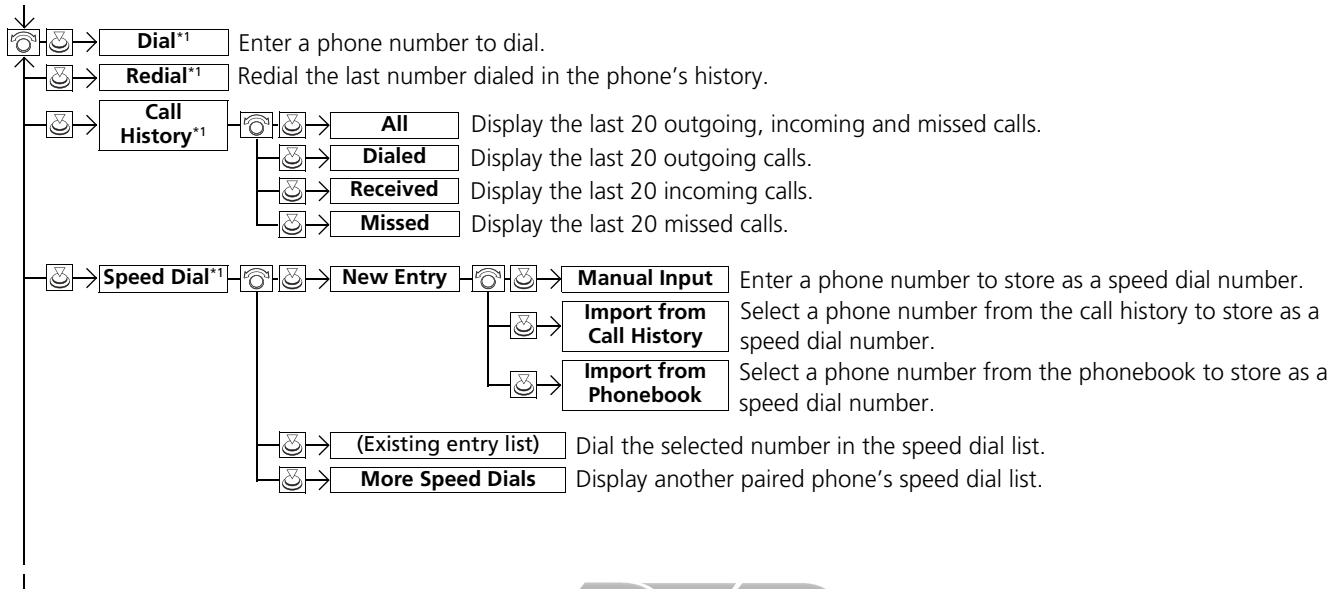 Dial*1 Enter a phone number to dial.
Redial*1 Redial the last number dialed in the phone's history.
Call
History*1
All Display the last 20 outgoing, incoming and missed calls.
Dialed Display the last 20 outgoing calls.
Received Display the last 20 incoming calls.
Missed Display the last 20 missed calls.
Speed Dial*1 New Entry Manual Input Enter a phone number to store as a speed dial number.
Import from
Call History
Select a phone number from the call history to store as a
speed dial number.
Import from
Phonebook
Select a phone number from the phonebook to store as a
speed dial number.
(Existing entry list) Dial the selected number in the speed dial list.
More Speed Dials Display another paired phone's speed dial list.